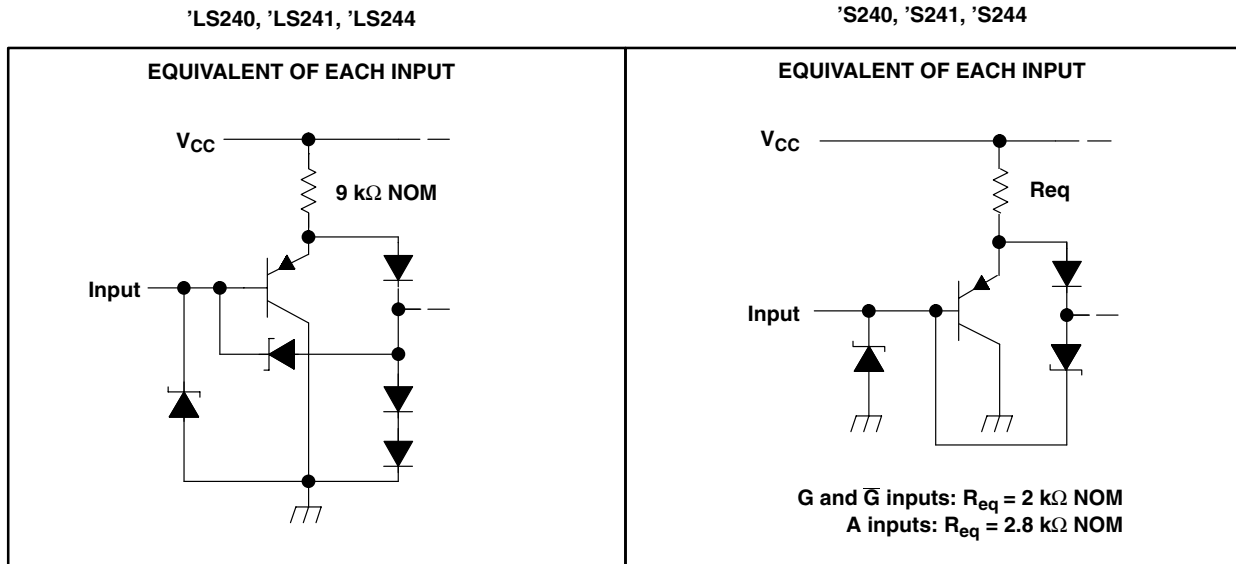 ’LS240, ’LS241, ’LS244
’S240, ’S241, ’S244
EQUIVALENT OF EACH INPUT
VCC
9 kΩ NOM
Input
EQUIVALENT OF EACH INPUT
VCC
Req
Input
G and G̅ inputs: Req = 2 kΩ NOM
A inputs: Req = 2.8 kΩ NOM